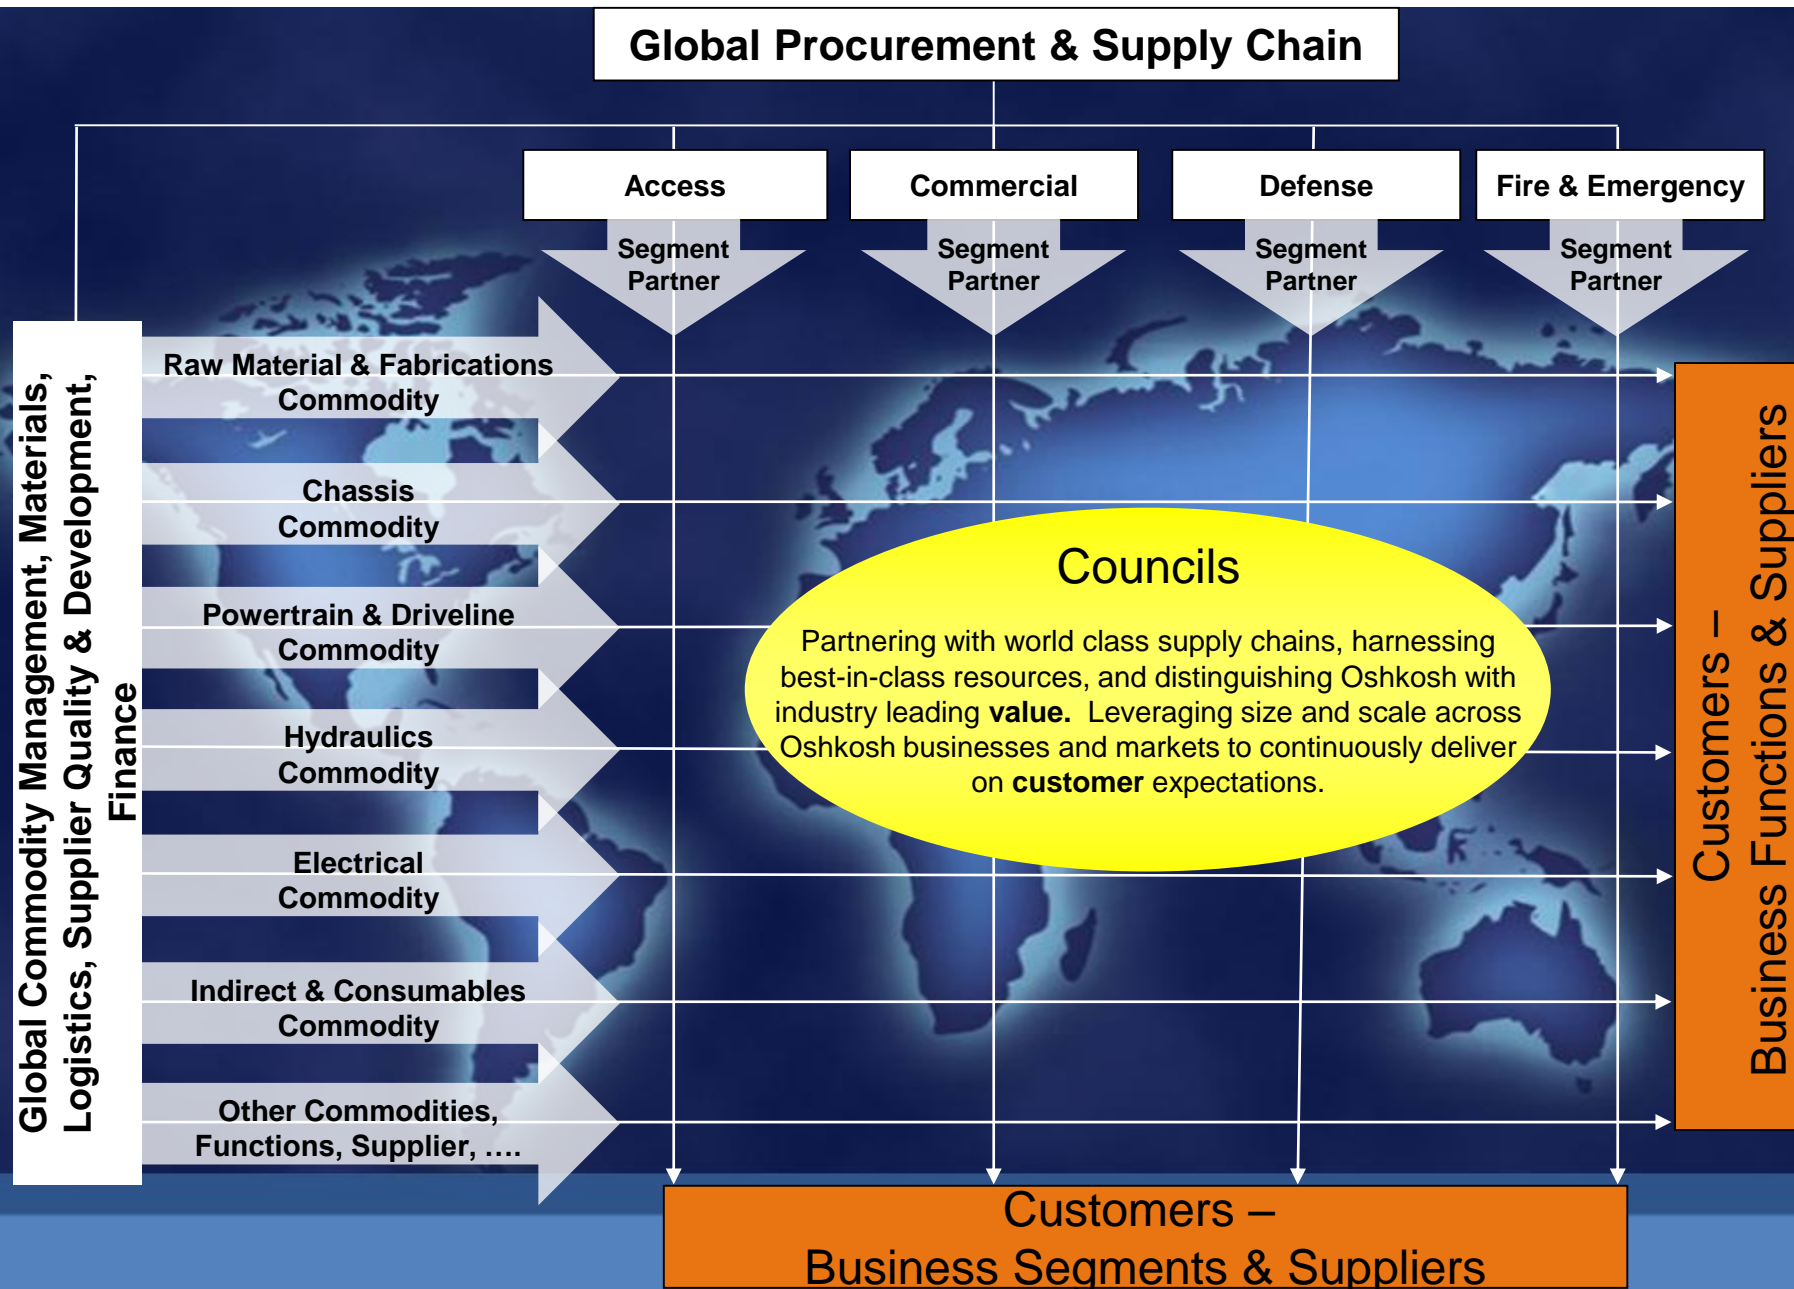 Global Procurement & Supply Chain
Access
Commercial
Defense
Fire & Emergency
Segment
Partner
Segment
Partner
Segment
Partner
Segment
Partner
Global Commodity Management, Materials,
Logistics, Supplier Quality & Development,
Finance
Raw Material & Fabrications
Commodity
Chassis
Commodity
Powertrain & Driveline
Commodity
Hydraulics
Commodity
Electrical
Commodity
Indirect & Consumables
Commodity
Other Commodities,
Functions, Supplier, ....
Councils
Partnering with world class supply chains, harnessing
best-in-class resources, and distinguishing Oshkosh with
industry leading value. Leveraging size and scale across
Oshkosh businesses and markets to continuously deliver
on customer expectations.
Customers –
Business Functions & Suppliers
Customers –
Business Segments & Suppliers